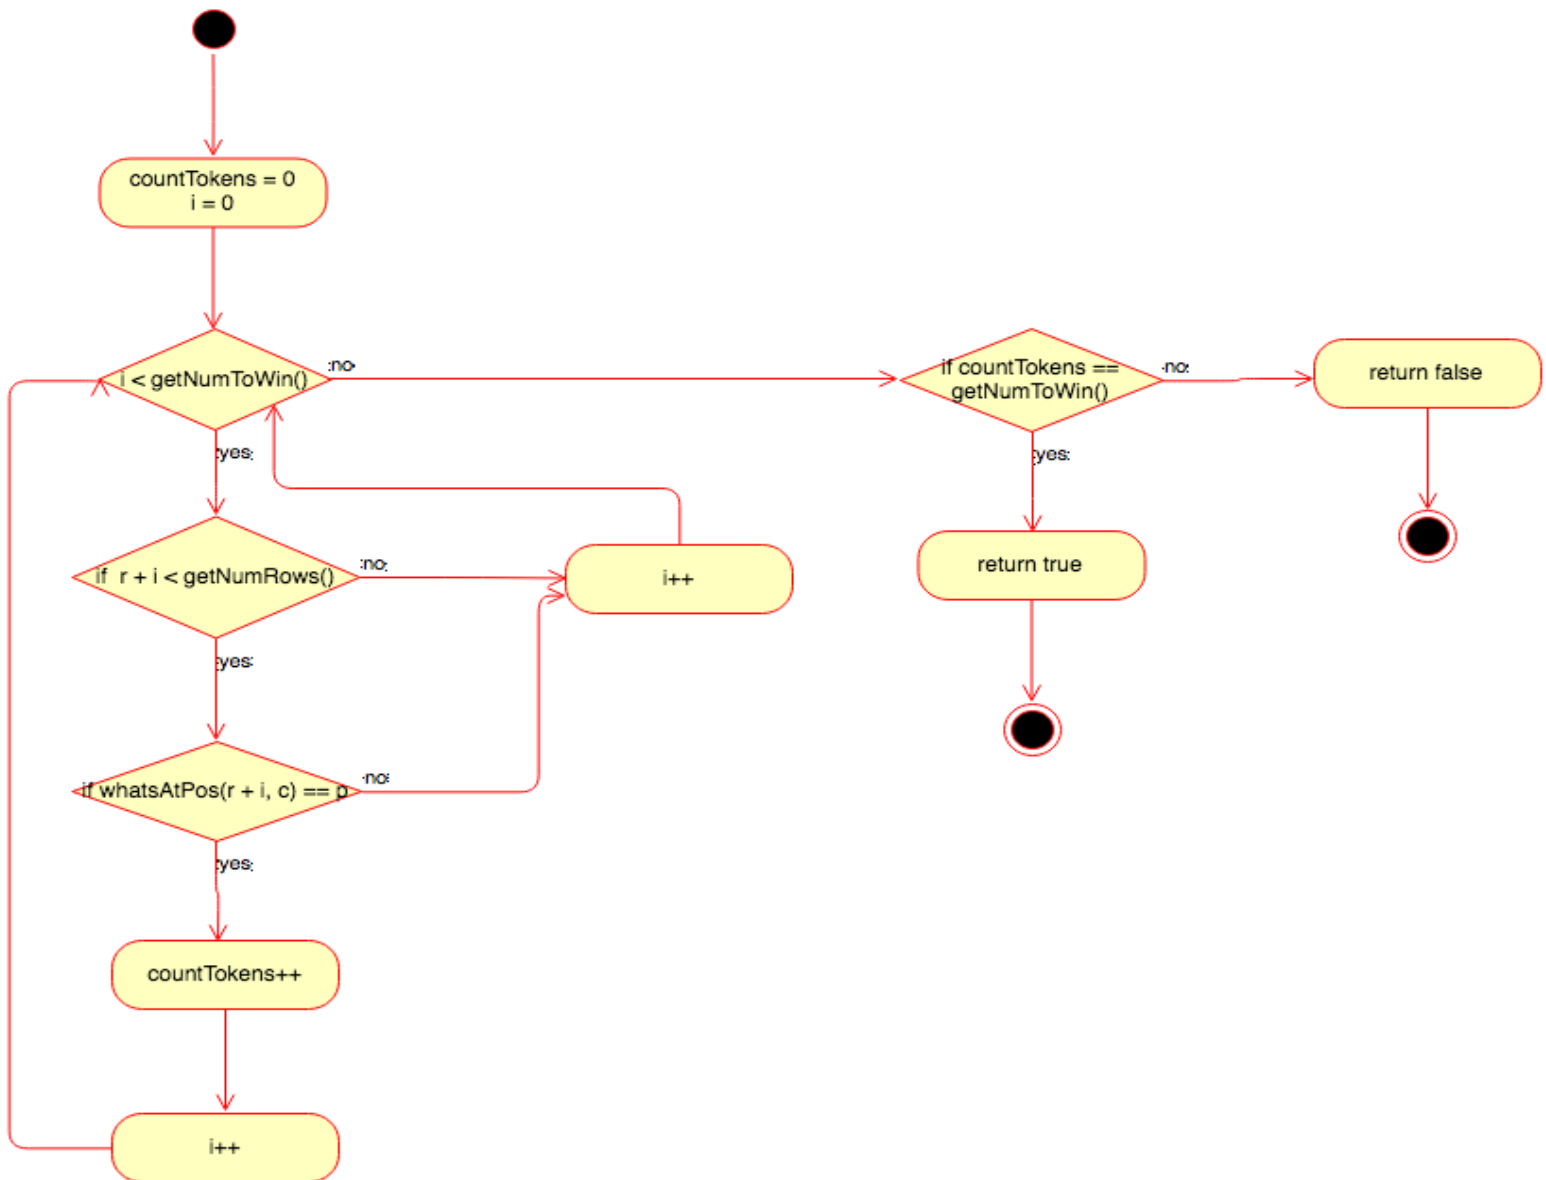 countTokens = 0
i = 0
i < getNumToWin()
:no
if countTokens ==
getNumToWin()
:no
return false
:yes
:yes
if r + i < getNumRows()
:no
i++
return true
:yes
if whatsAtPos(r + i, c) == p
:no
:yes
countTokens++
i++